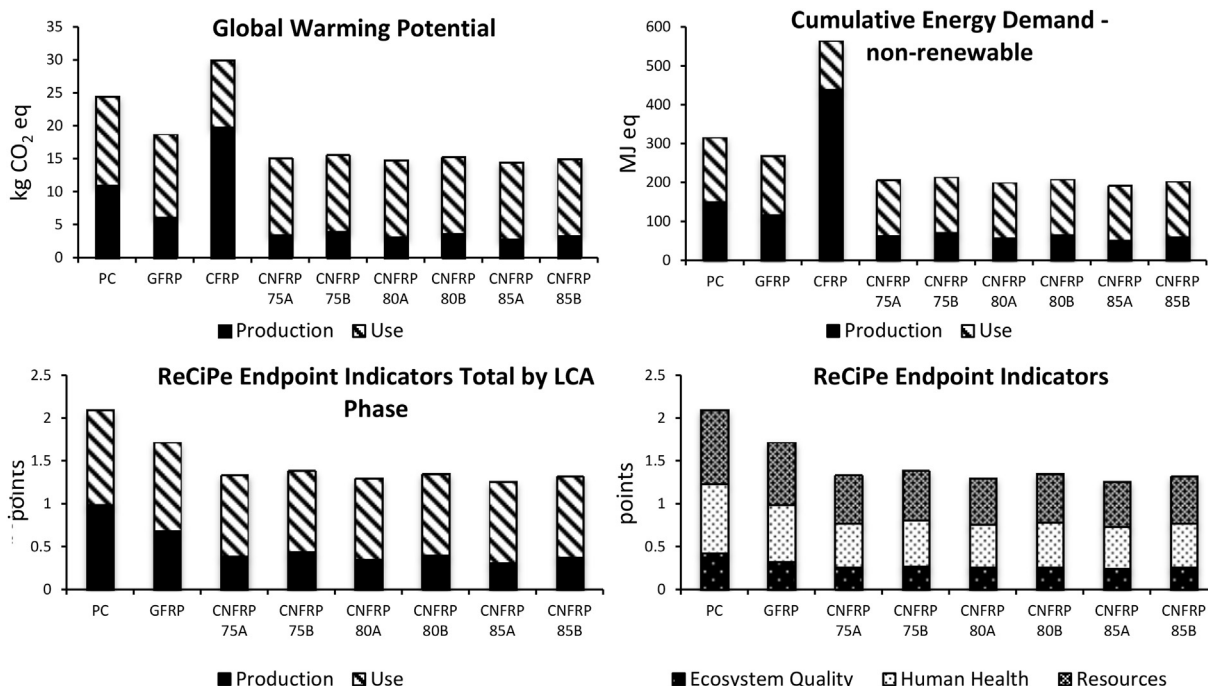 Global Warming Potential
35
30
25
20
15
10
5
0
kg CO₂ eq
PC GFRP CFRP CNFRP CNFRP CNFRP CNFRP CNFRP CNFRP
75A 75B 80A 80B 85A 85B
Production Use
Cumulative Energy Demand -
non-renewable
600
500
400
300
200
100
0
MJ eq
PC GFRP CFRP CNFRP CNFRP CNFRP CNFRP CNFRP CNFRP
75A 75B 80A 80B 85A 85B
Production Use
ReCiPe Endpoint Indicators Total by LCA
Phase
2.5
2
1.5
1
0.5
0
points
PC GFRP CNFRP CNFRP CNFRP CNFRP CNFRP CNFRP
75A 75B 80A 80B 85A 85B
Production Use
ReCiPe Endpoint Indicators
2.5
2
1.5
1
0.5
0
points
PC GFRP CNFRP CNFRP CNFRP CNFRP CNFRP CNFRP
75A 75B 80A 80B 85A 85B
Ecosystem Quality Human Health Resources